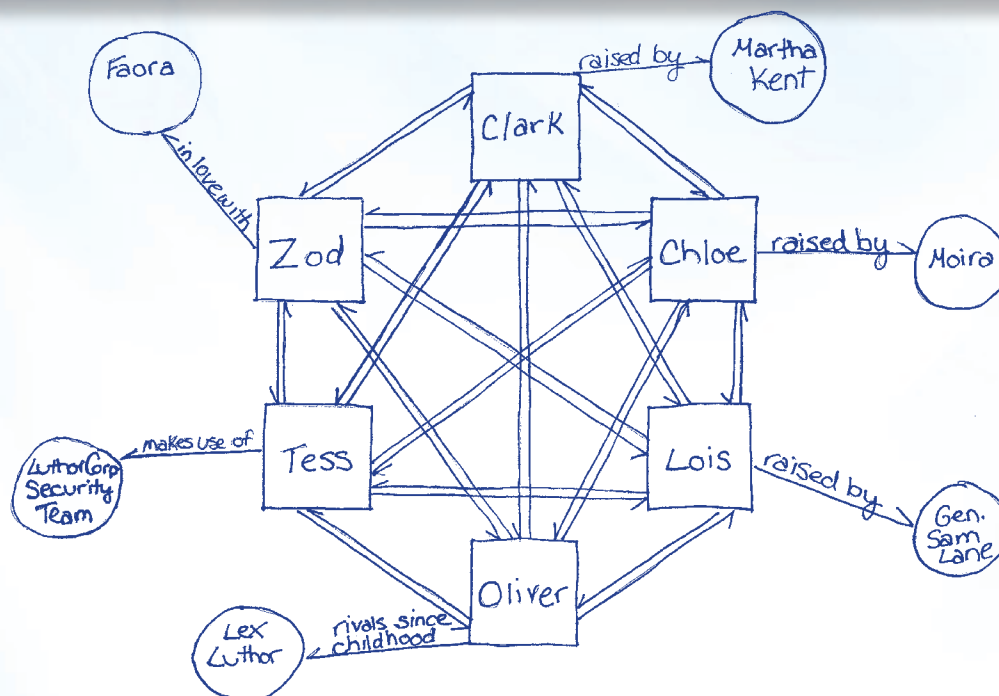 Faora
raised by
Martha
Kent
Clark
in love with
Zod
Chloe
raised by
Moira
makes use of
LuthorCorp
Security
Team
Tess
Lois
raised by
Gen.
Sam
Lane
Oliver
rivals since
childhood
Lex
Luthor